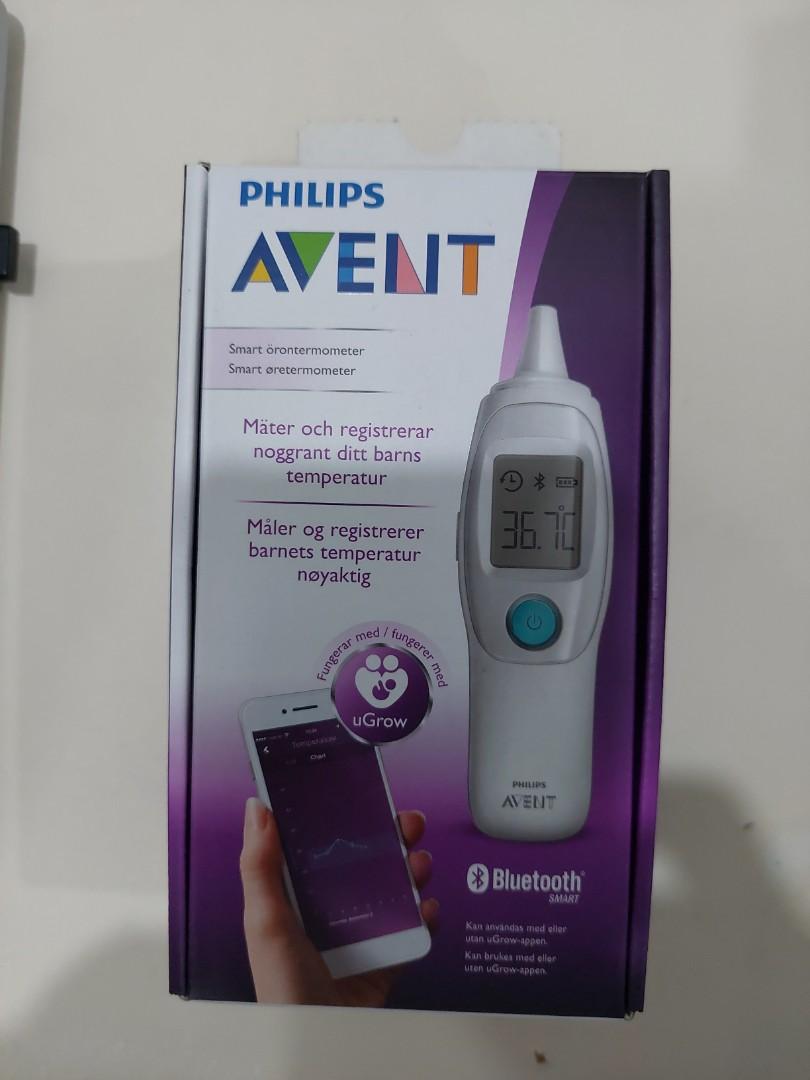 PHILIPS
AVENT
Smart örontermometer
Smart øretermometer
Mäter och registrerar
noggrant ditt barns
temperatur
Måler og registrerer
barnets temperatur
nøyaktig
36.7°C
Fungerar med / fungerer med
uGrow
Temperature
Chart
PHILIPS
AVENT
Bluetooth®
SMART
Kan användas med eller
utan uGrow-appen.
Kan brukes med eller
uten uGrow-appen.